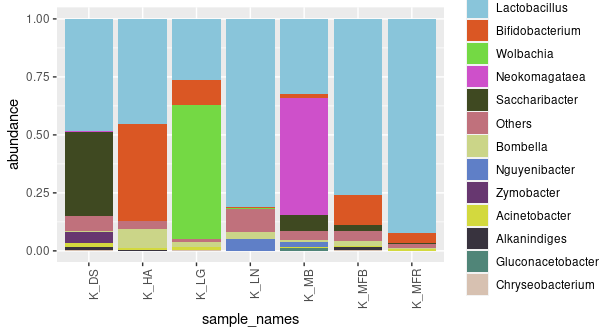 abundance
1.00
0.75
0.50
0.25
0.00
K_DS
K_HA
K_LG
K_LN
K_MB
K_MFB
K_MFR
sample_names
Lactobacillus
Bifidobacterium
Wolbachia
Neokomagataea
Saccharibacter
Others
Bombella
Nguyenibacter
Zymobacter
Acinetobacter
Alkanindiges
Gluconacetobacter
Chryseobacterium